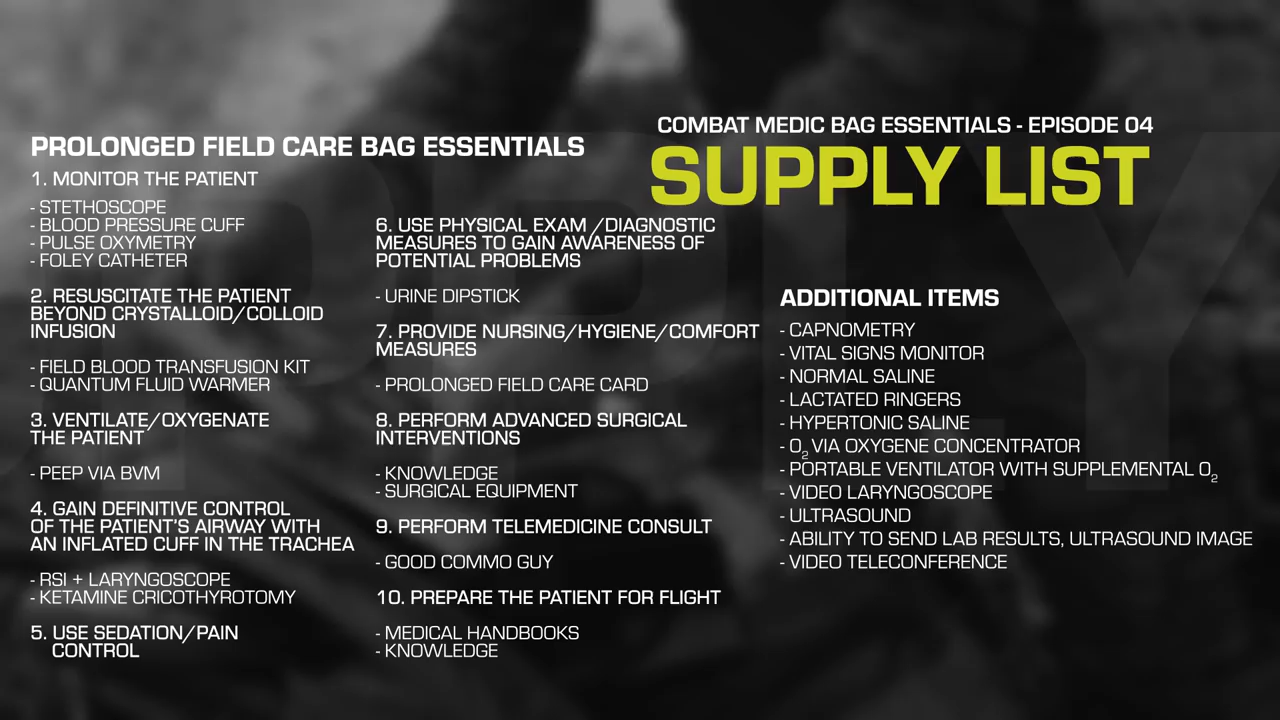 COMBAT MEDIC BAG ESSENTIALS - EPISODE 04
SUPPLY LIST
PROLONGED FIELD CARE BAG ESSENTIALS
1. MONITOR THE PATIENT
- STETHOSCOPE
- BLOOD PRESSURE CUFF
- PULSE OXYMETRY
- FOLEY CATHETER
2. RESUSCITATE THE PATIENT
BEYOND CRYSTALLOID/COLLOID
INFUSION
- FIELD BLOOD TRANSFUSION KIT
- QUANTUM FLUID WARMER
3. VENTILATE/OXYGENATE
THE PATIENT
- PEEP VIA BVM
4. GAIN DEFINITIVE CONTROL
OF THE PATIENT'S AIRWAY WITH
AN INFLATED CUFF IN THE TRACHEA
- RSI + LARYNGOSCOPE
- KETAMINE CRICOTHYROTOMY
5. USE SEDATION/PAIN
CONTROL
6. USE PHYSICAL EXAM /DIAGNOSTIC
MEASURES TO GAIN AWARENESS OF
POTENTIAL PROBLEMS
- URINE DIPSTICK
7. PROVIDE NURSING/HYGIENE/COMFORT
MEASURES
- PROLONGED FIELD CARE CARD
8. PERFORM ADVANCED SURGICAL
INTERVENTIONS
- KNOWLEDGE
- SURGICAL EQUIPMENT
9. PERFORM TELEMEDICINE CONSULT
- GOOD COMMO GUY
10. PREPARE THE PATIENT FOR FLIGHT
- MEDICAL HANDBOOKS
- KNOWLEDGE
ADDITIONAL ITEMS
- CAPNOMETRY
- VITAL SIGNS MONITOR
- NORMAL SALINE
- LACTATED RINGERS
- HYPERTONIC SALINE
- O₂ VIA OXYGENE CONCENTRATOR
- PORTABLE VENTILATOR WITH SUPPLEMENTAL O₂
- VIDEO LARYNGOSCOPE
- ULTRASOUND
- ABILITY TO SEND LAB RESULTS, ULTRASOUND IMAGE
- VIDEO TELECONFERENCE